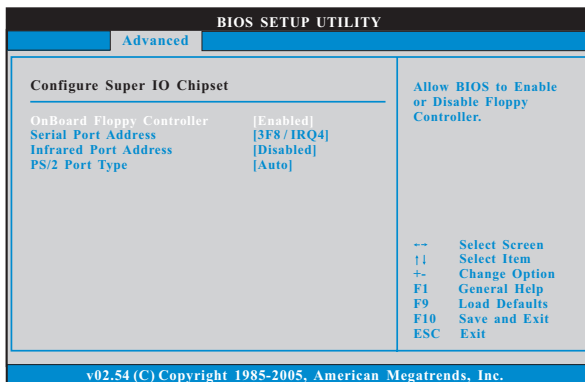 BIOS SETUP UTILITY
Advanced
Configure Super IO Chipset
OnBoard Floppy Controller [Enabled]
Serial Port Address [3F8 / IRQ4]
Infrared Port Address [Disabled]
PS/2 Port Type [Auto]
Allow BIOS to Enable
or Disable Floppy
Controller.
←→ Select Screen
↑↓ Select Item
+- Change Option
F1 General Help
F9 Load Defaults
F10 Save and Exit
ESC Exit
v02.54 (C) Copyright 1985-2005, American Megatrends, Inc.